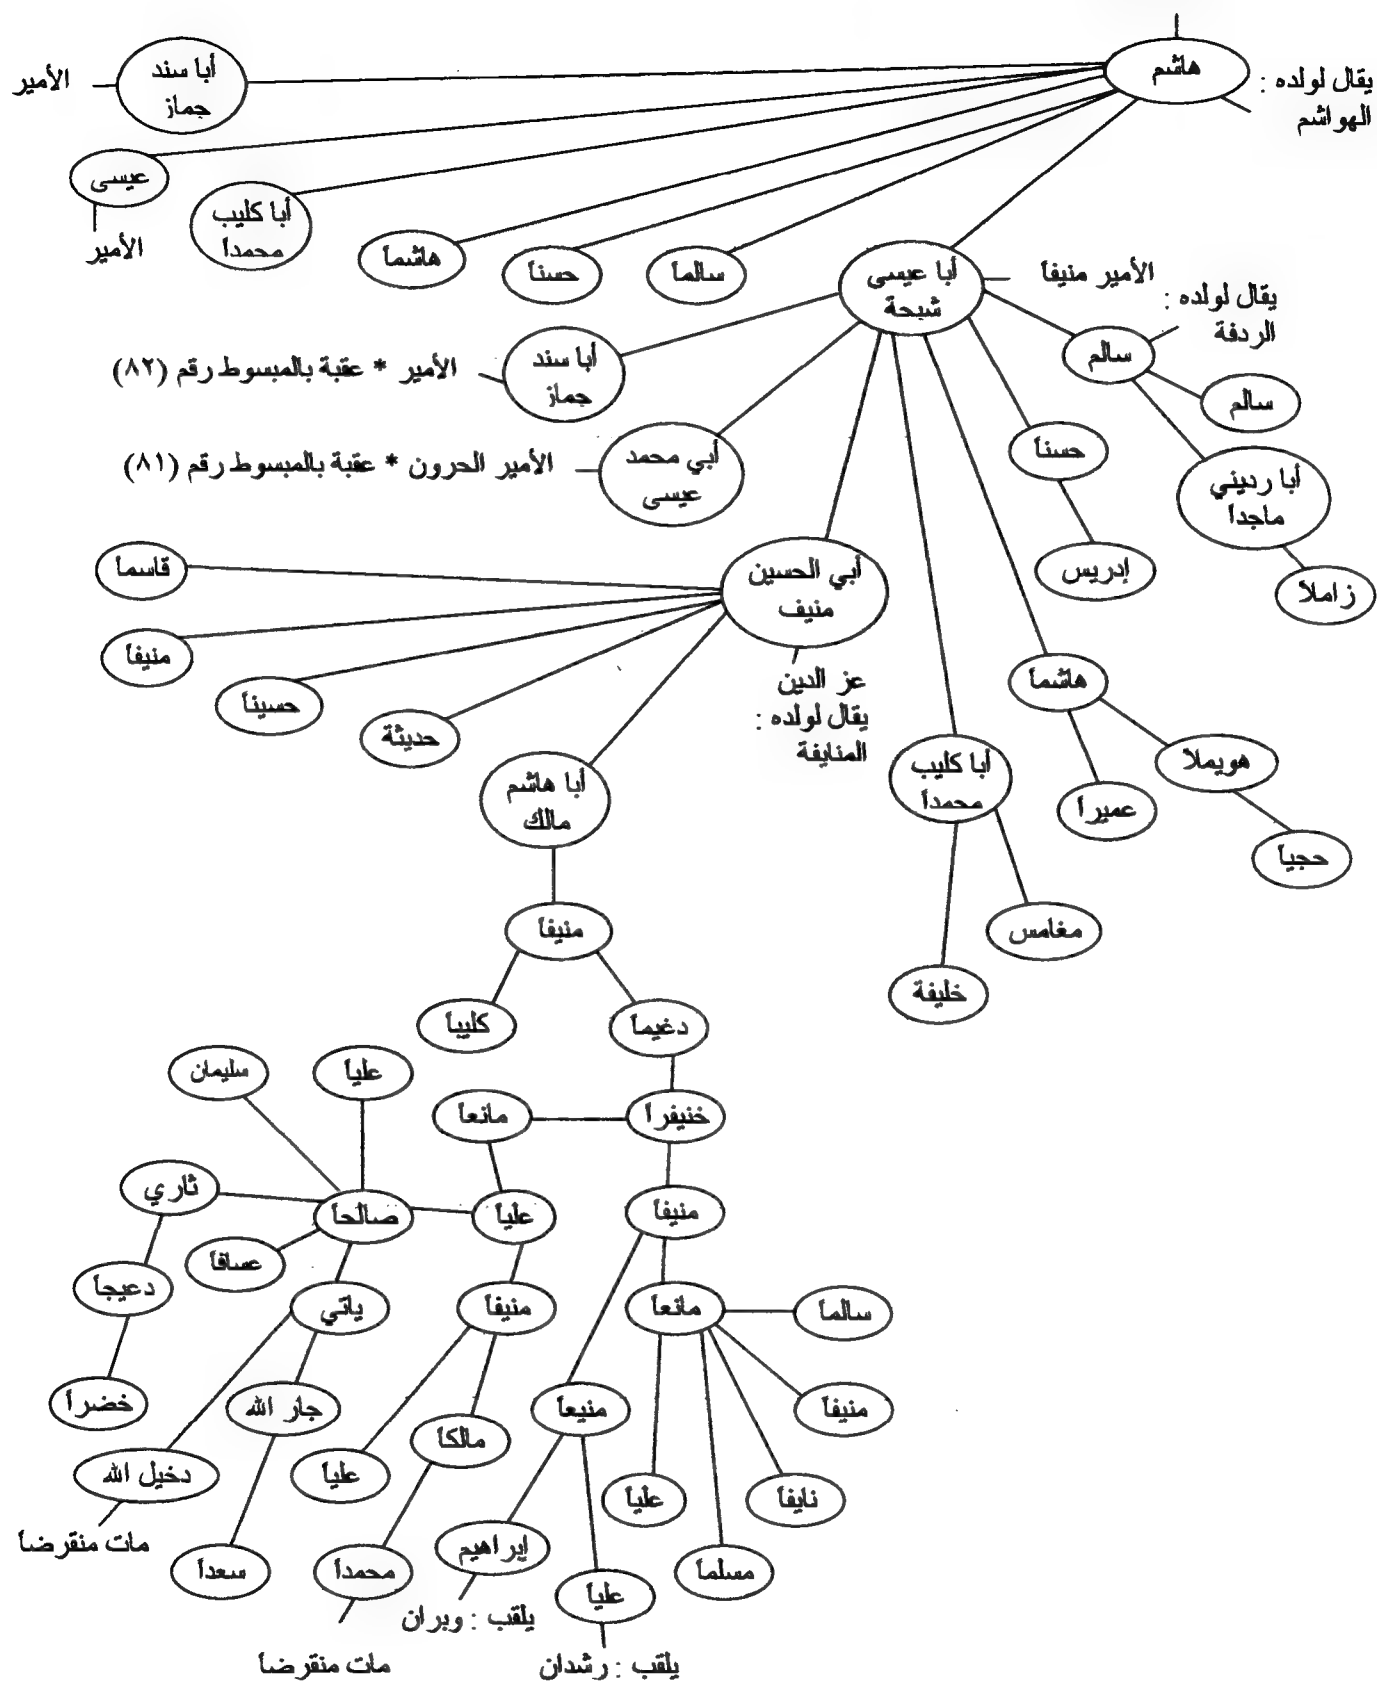 هاشم
يقال لولده :
الهواشم
أبا سند
جماز
الأمير
عيسى
الأمير
أبا كليب
محمدا
هاشما
حسنا
سالما
أبا عيسى
شبحة
الأمير منيفا
يقال لولده :
الردفة
سالم
سالم
أبا رديني
ماجدا
زاملا
حسنا
إدريس
أبا سند
جماز
الأمير * عقبة بالمبسوط رقم (٨٢)
أبي محمد
عيسى
الأمير الحرون * عقبة بالمبسوط رقم (٨١)
أبي الحسين
منيف
عز الدين
يقال لولده :
المنايفة
هاشما
هويملا
حجيا
عميرا
أبا كليب
محمدا
مغامس
خليفة
قاسما
منيفا
حسينا
حديثة
أبا هاشم
مالك
منيفا
كليبا
دغيما
خنيفرا
مانعا
عليا
سليمان
ثاري
صالحا
عليا
منيفا
عسافا
دعيجا
ياتي
منيفا
مانعا
سالما
خضرا
جار الله
مالكا
منيعا
منيفا
دخيل الله
عليا
عليا
نايفا
مات منقرضا
سعدا
محمدا
إبراهيم
عليا
مسلما
يلقب : وبران
مات منقرضا
يلقب : رشدان